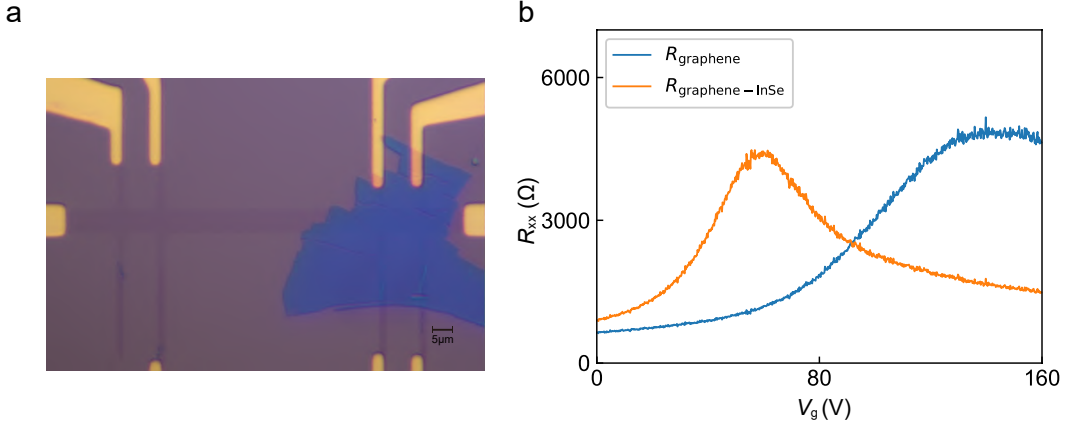 a
5μm
b
R_graphene
R_graphene−InSe
R_xx (Ω)
6000
3000
0
0 80 160
V_g (V)